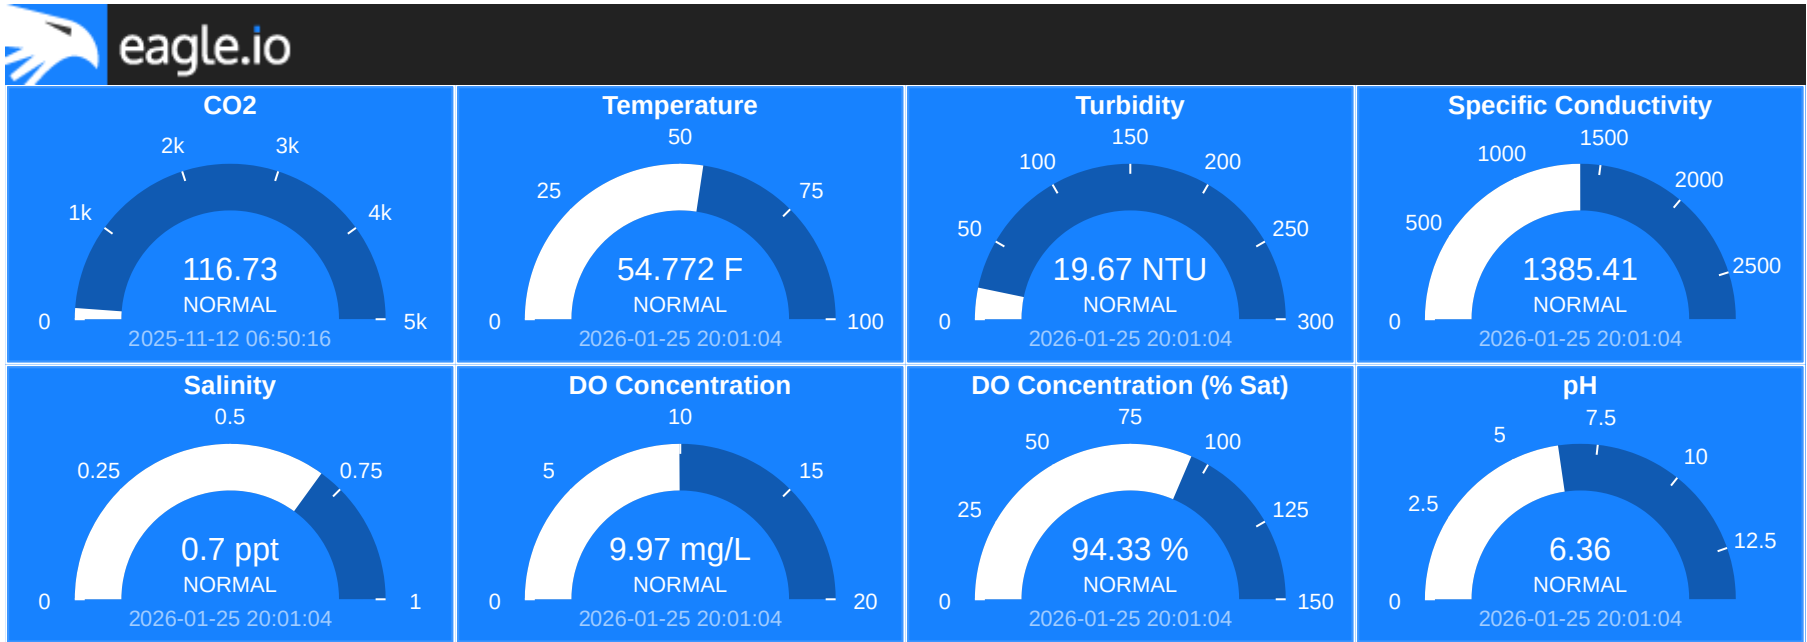 eagle.io
CO2
0
1k
2k
3k
4k
5k
116.73
NORMAL
2025-11-12 06:50:16
Temperature
0
25
50
75
100
54.772 F
NORMAL
2026-01-25 20:01:04
Turbidity
0
50
100
150
200
250
300
19.67 NTU
NORMAL
2026-01-25 20:01:04
Specific Conductivity
0
500
1000
1500
2000
2500
1385.41
NORMAL
2026-01-25 20:01:04
Salinity
0
0.25
0.5
0.75
1
0.7 ppt
NORMAL
2026-01-25 20:01:04
DO Concentration
0
5
10
15
20
9.97 mg/L
NORMAL
2026-01-25 20:01:04
DO Concentration (% Sat)
0
25
50
75
100
125
150
94.33 %
NORMAL
2026-01-25 20:01:04
pH
0
2.5
5
7.5
10
12.5
6.36
NORMAL
2026-01-25 20:01:04